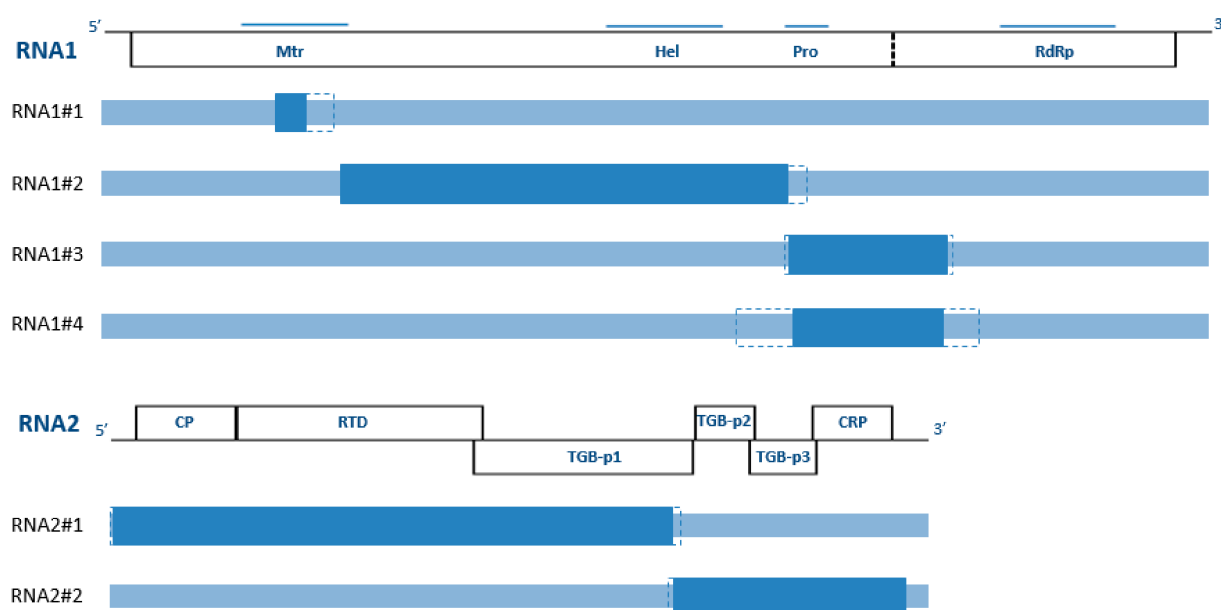 5′ 3′
RNA1 Mtr Hel Pro RdRp
RNA1#1
RNA1#2
RNA1#3
RNA1#4
RNA2 5′ CP RTD TGB-p2 CRP 3′
TGB-p1 TGB-p3
RNA2#1
RNA2#2